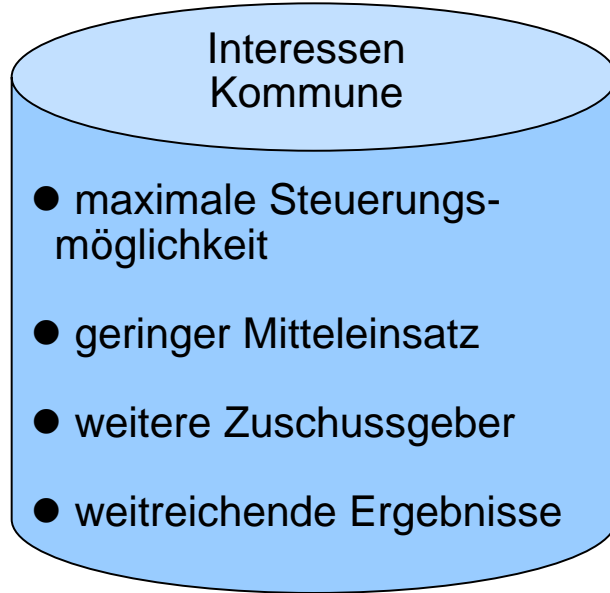 Interessen
Kommune
● maximale Steuerungs-
möglichkeit
● geringer Mitteleinsatz
● weitere Zuschussgeber
● weitreichende Ergebnisse